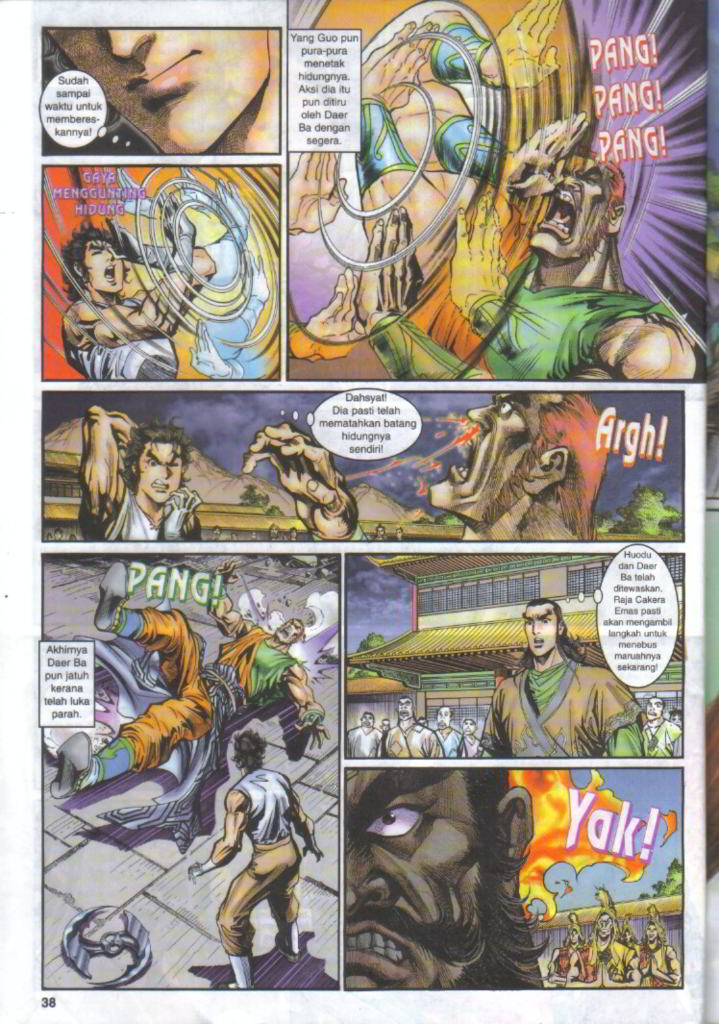 Sudah
sampai
waktu untuk
memberes-
kannya!
GAYA
MENGGUNTING
HIDUNG
Yang Guo pun
pura-pura
menetak
hidungnya.
Aksi dia itu
pun ditiru
oleh Daer
Ba dengan
segera.
PANG!
PANG!
PANG!
Dahsyat!
Dia pasti telah
mematahkan batang
hidungnya
sendiri!
Argh!
PANG!
Akhirnya
Daer Ba
pun jatuh
kerana
telah luka
parah.
Huodu
dan Daer
Ba telah
ditewaskan,
Raja Cakera
Emas pasti
akan mengambil
langkah untuk
menebus
maruahnya
sekarang!
Yak!
38